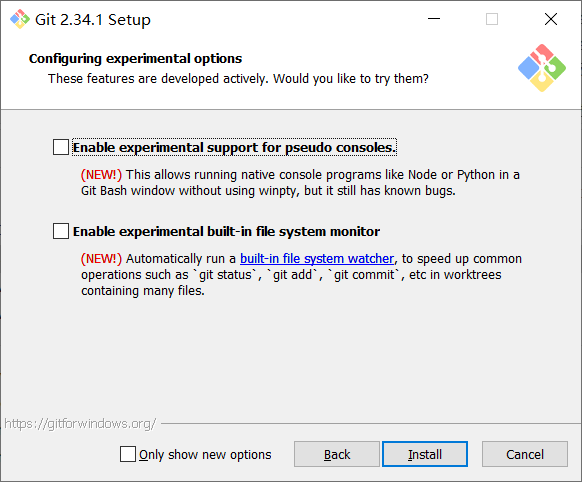 Git 2.34.1 Setup
Configuring experimental options
These features are developed actively. Would you like to try them?
Enable experimental support for pseudo consoles.
(NEW!) This allows running native console programs like Node or Python in a
Git Bash window without using winpty, but it still has known bugs.
Enable experimental built-in file system monitor
(NEW!) Automatically run a built-in file system watcher, to speed up common
operations such as `git status`, `git add`, `git commit`, etc in worktrees
containing many files.
https://gitforwindows.org/
Only show new options
Back
Install
Cancel